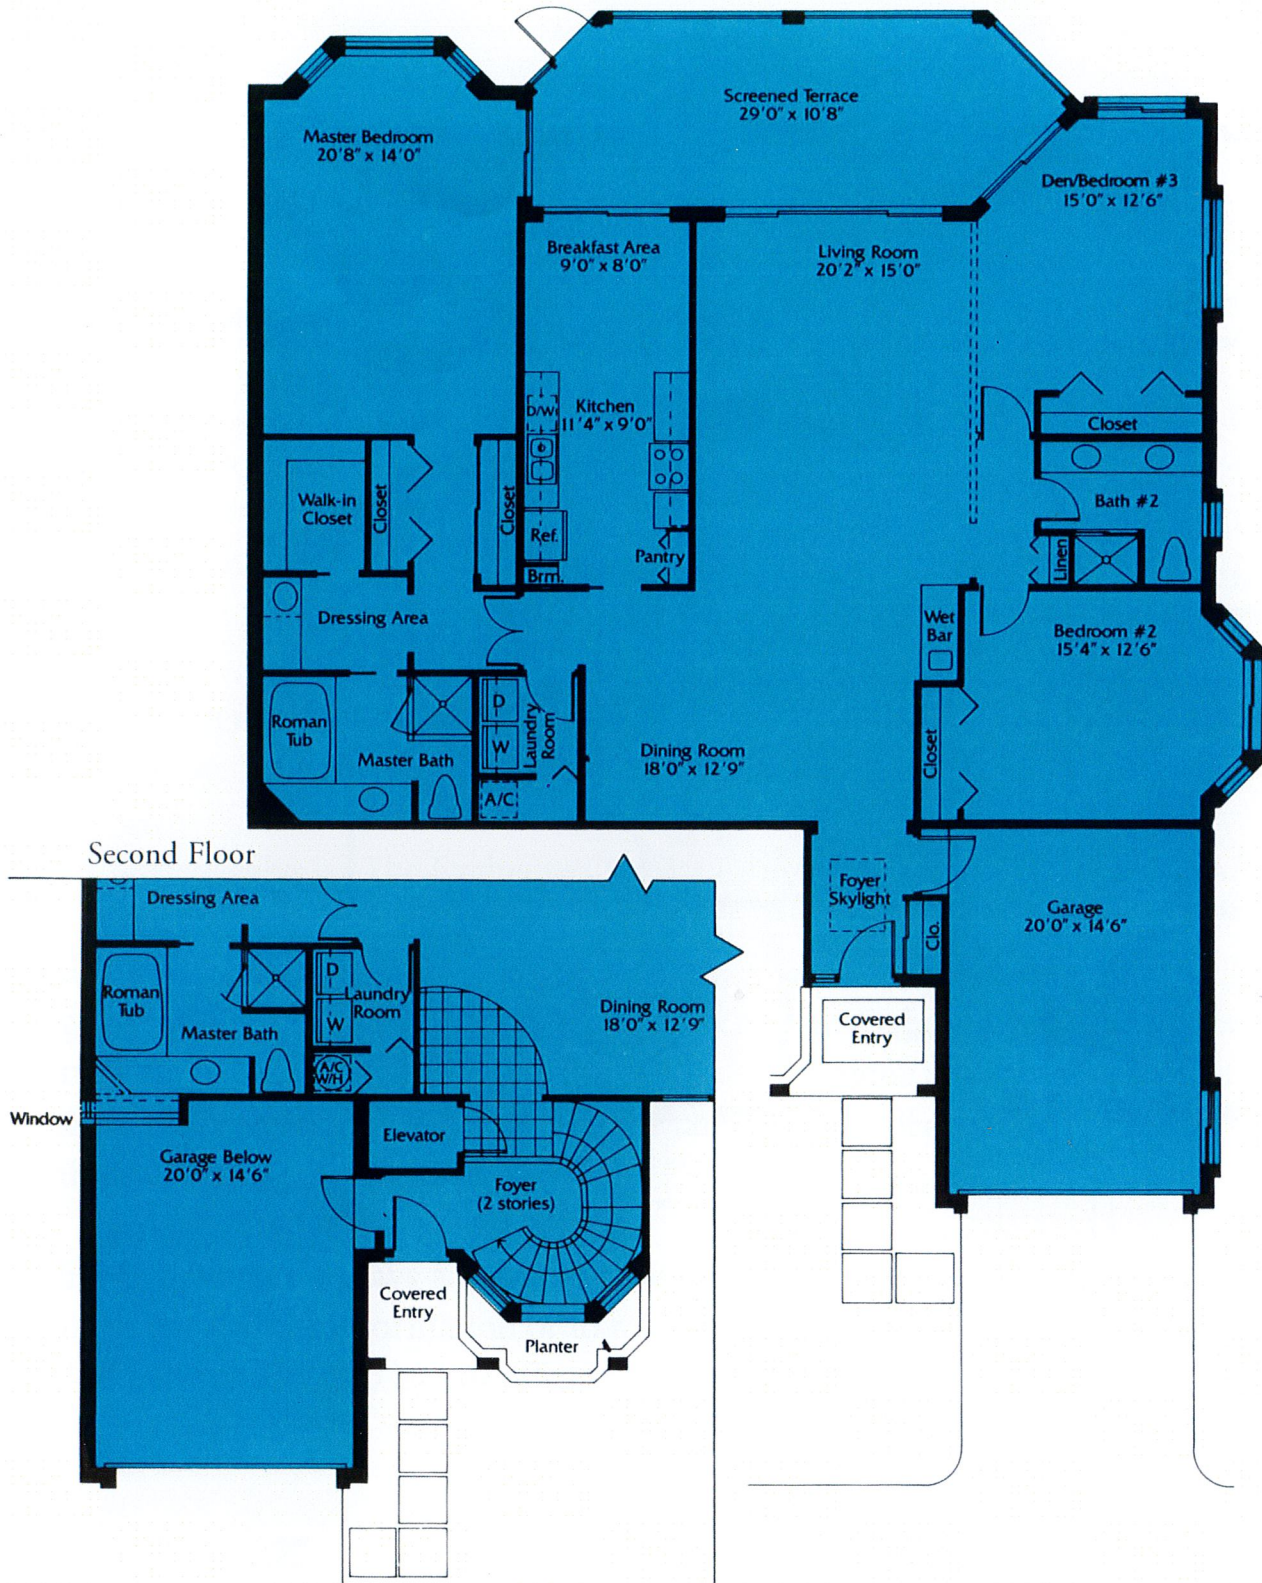 Screened Terrace
29'0" x 10'8"
Master Bedroom
20'8" x 14'0"
Den/Bedroom #3
15'0" x 12'6"
Breakfast Area
9'0" x 8'0"
Living Room
20'2" x 15'0"
D/W
Kitchen
11'4" x 9'0"
Closet
Walk-in
Closet
Closet
Closet
Bath #2
Ref.
Pantry
Linen
Brm.
Dressing Area
Wet
Bar
Bedroom #2
15'4" x 12'6"
Roman
Tub
D
W
Laundry
Room
Master Bath
Dining Room
18'0" x 12'9"
Closet
A/C
Second Floor
Foyer
Skylight
Clo.
Garage
20'0" x 14'6"
Covered
Entry
Dressing Area
Roman
Tub
D
W
Laundry
Room
Master Bath
Dining Room
18'0" x 12'9"
A/C
W/H
Window
Elevator
Garage Below
20'0" x 14'6"
Foyer
(2 stories)
Covered
Entry
Planter